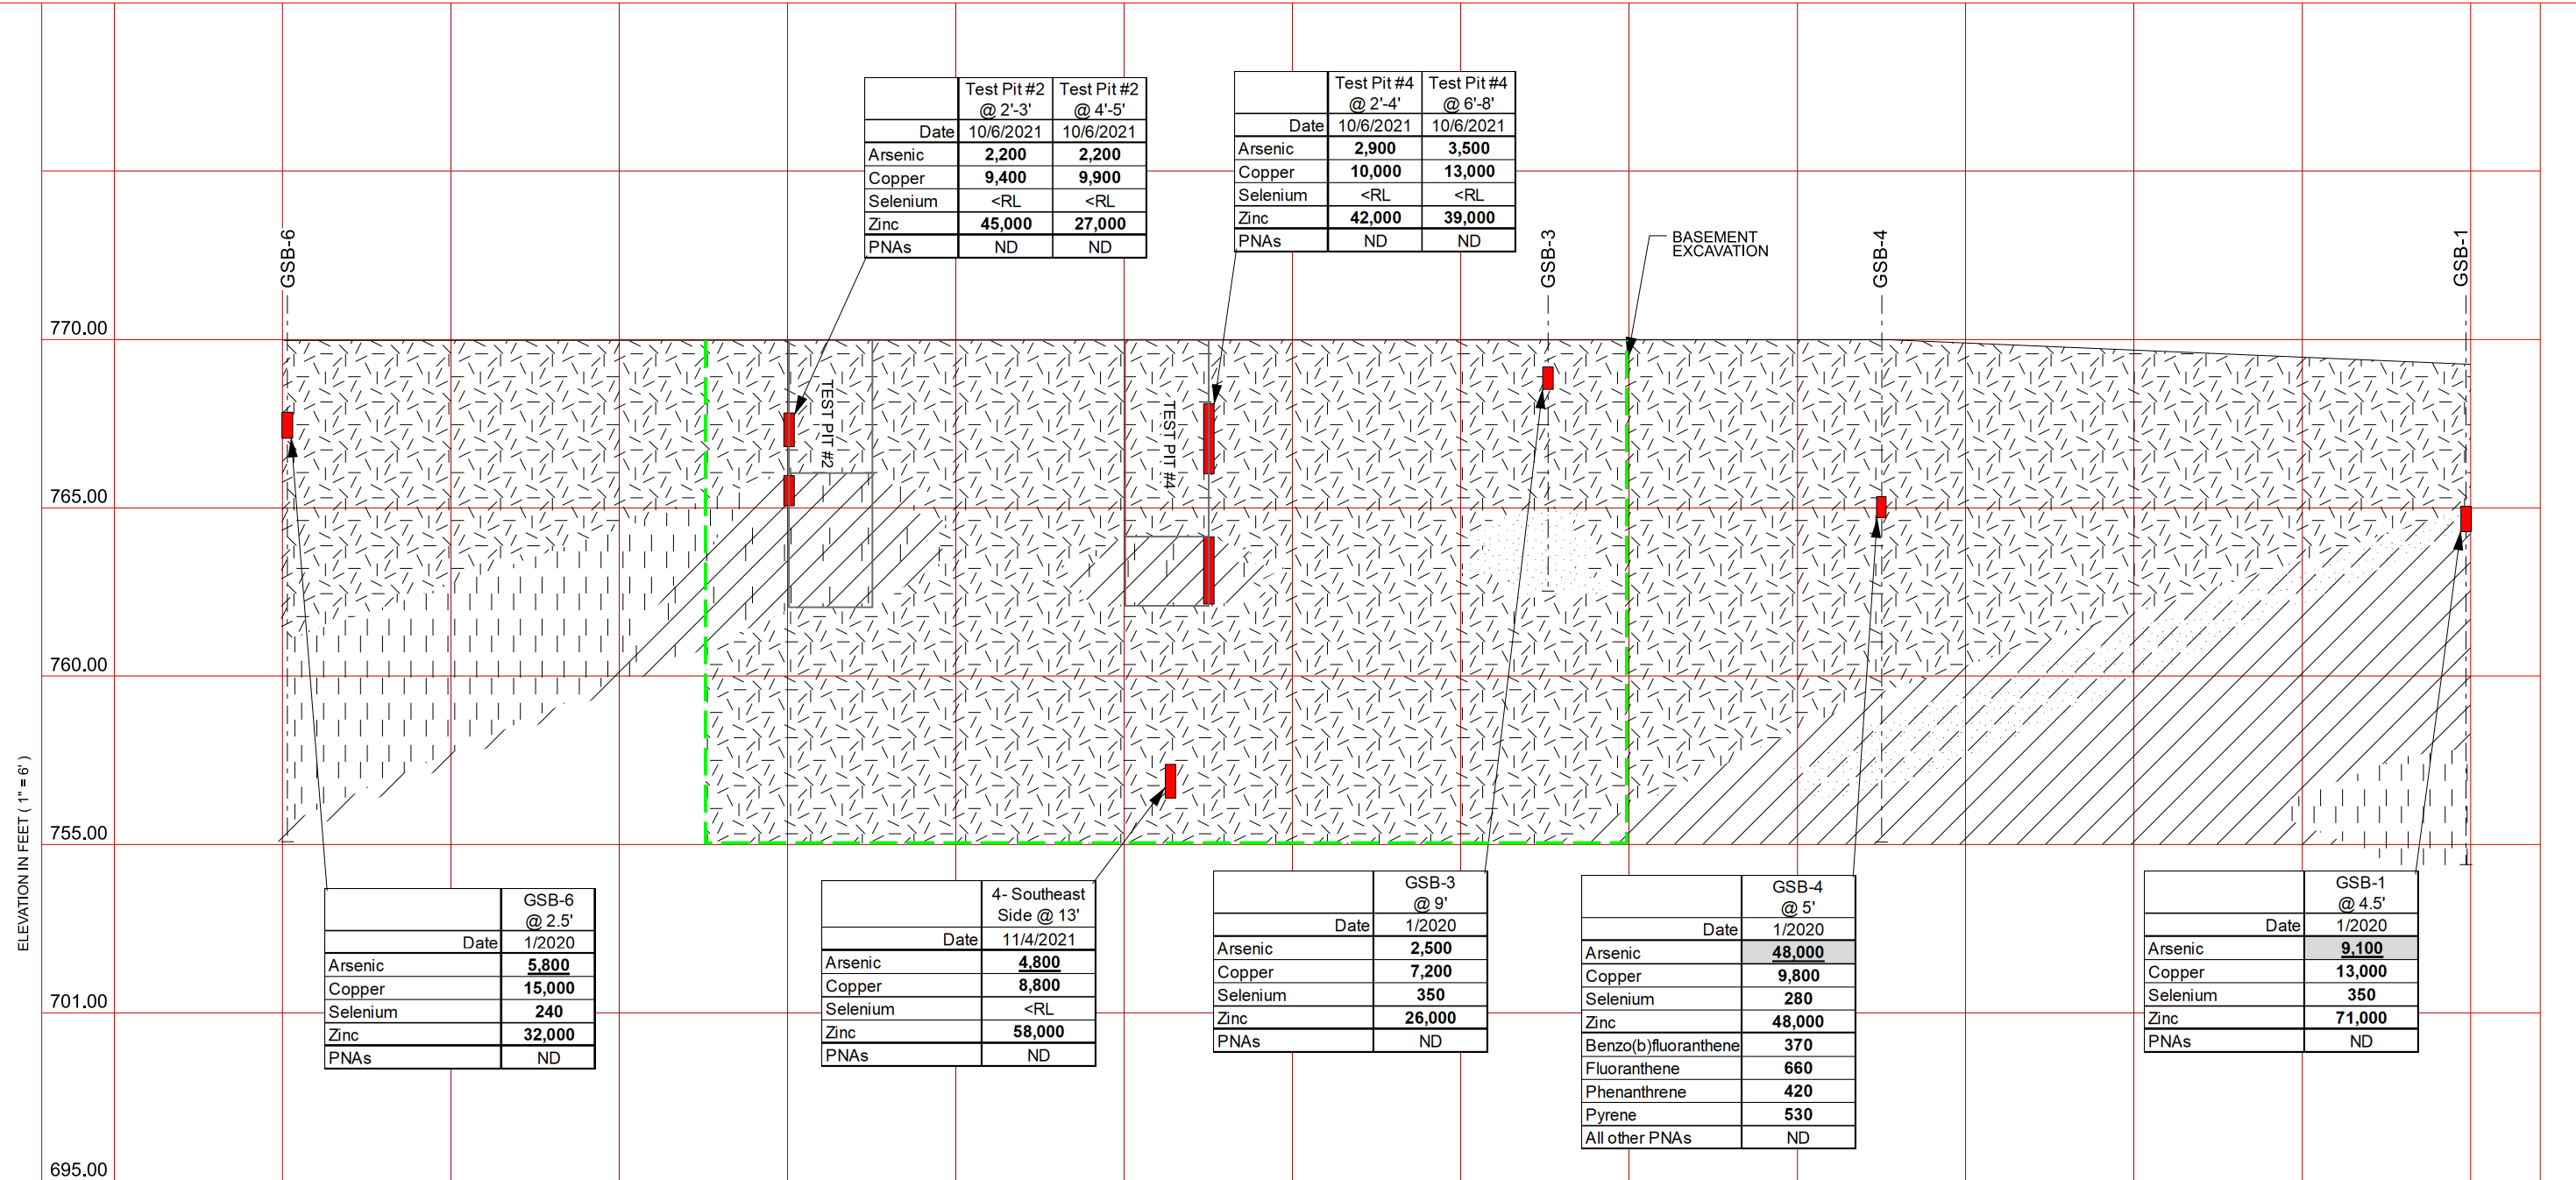 Test Pit #2 Test Pit #2
@ 2'-3' @ 4'-5'
Date 10/6/2021 10/6/2021
Arsenic 2,200 2,200
Copper 9,400 9,900
Selenium <RL <RL
Zinc 45,000 27,000
PNAs ND ND
Test Pit #4 Test Pit #4
@ 2'-4' @ 6'-8'
Date 10/6/2021 10/6/2021
Arsenic 2,900 3,500
Copper 10,000 13,000
Selenium <RL <RL
Zinc 42,000 39,000
PNAs ND ND
GSB-6
GSB-3
BASEMENT
EXCAVATION
GSB-4
GSB-1
770.00
765.00
760.00
755.00
701.00
695.00
ELEVATION IN FEET ( 1" = 6' )
TEST PIT #2
TEST PIT #4
GSB-6
@ 2.5'
Date 1/2020
Arsenic 5,800
Copper 15,000
Selenium 240
Zinc 32,000
PNAs ND
4- Southeast
Side @ 13'
Date 11/4/2021
Arsenic 4,800
Copper 8,800
Selenium <RL
Zinc 58,000
PNAs ND
GSB-3
@ 9'
Date 1/2020
Arsenic 2,500
Copper 7,200
Selenium 350
Zinc 26,000
PNAs ND
GSB-4
@ 5'
Date 1/2020
Arsenic 48,000
Copper 9,800
Selenium 280
Zinc 48,000
Benzo(b)fluoranthene 370
Fluoranthene 660
Phenanthrene 420
Pyrene 530
All other PNAs ND
GSB-1
@ 4.5'
Date 1/2020
Arsenic 9,100
Copper 13,000
Selenium 350
Zinc 71,000
PNAs ND